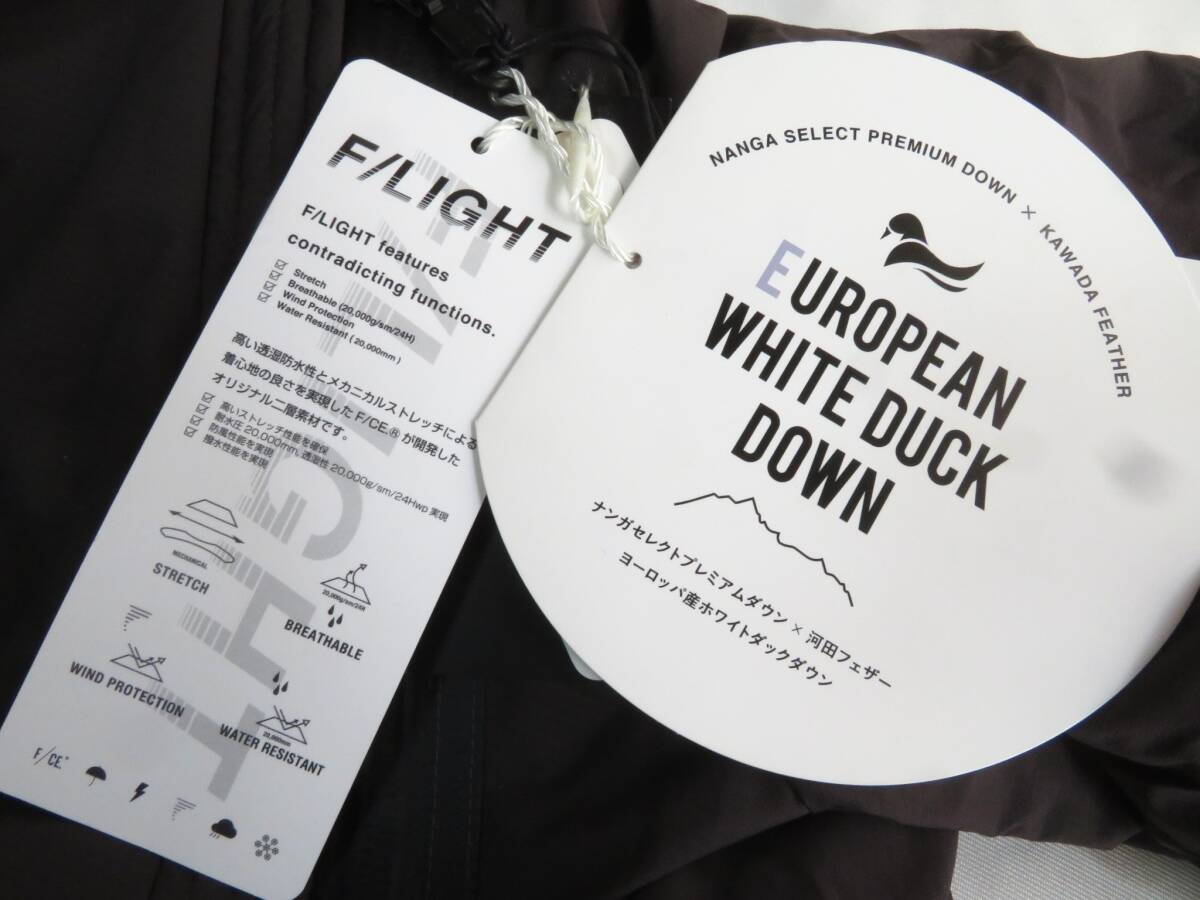 F/LIGHT
F/LIGHT features
contradicting functions.
Stretch
Breathable (20,000g/sm/24H)
Wind Protection
Water Resistant ( 20,000mm )
高い透湿防水性とメカニカルストレッチによる
着心地の良さを実現した F/CE.® が開発した
オリジナル二層素材です。
高いストレッチ性能を確保
耐水圧 20,000mm, 透湿性 20,000g/sm/24Hwp 実現
防風性能を実現
撥水性能を実現
MECHANICAL
STRETCH
20,000g/sm/24H
BREATHABLE
WIND PROTECTION
20,000mm
WATER RESISTANT
F/CE.®
F/LIGHT
NANGA SELECT PREMIUM DOWN × KAWADA FEATHER
EUROPEAN
WHITE DUCK
DOWN
ナンガセレクトプレミアムダウン × 河田フェザー
ヨーロッパ産ホワイトダックダウン